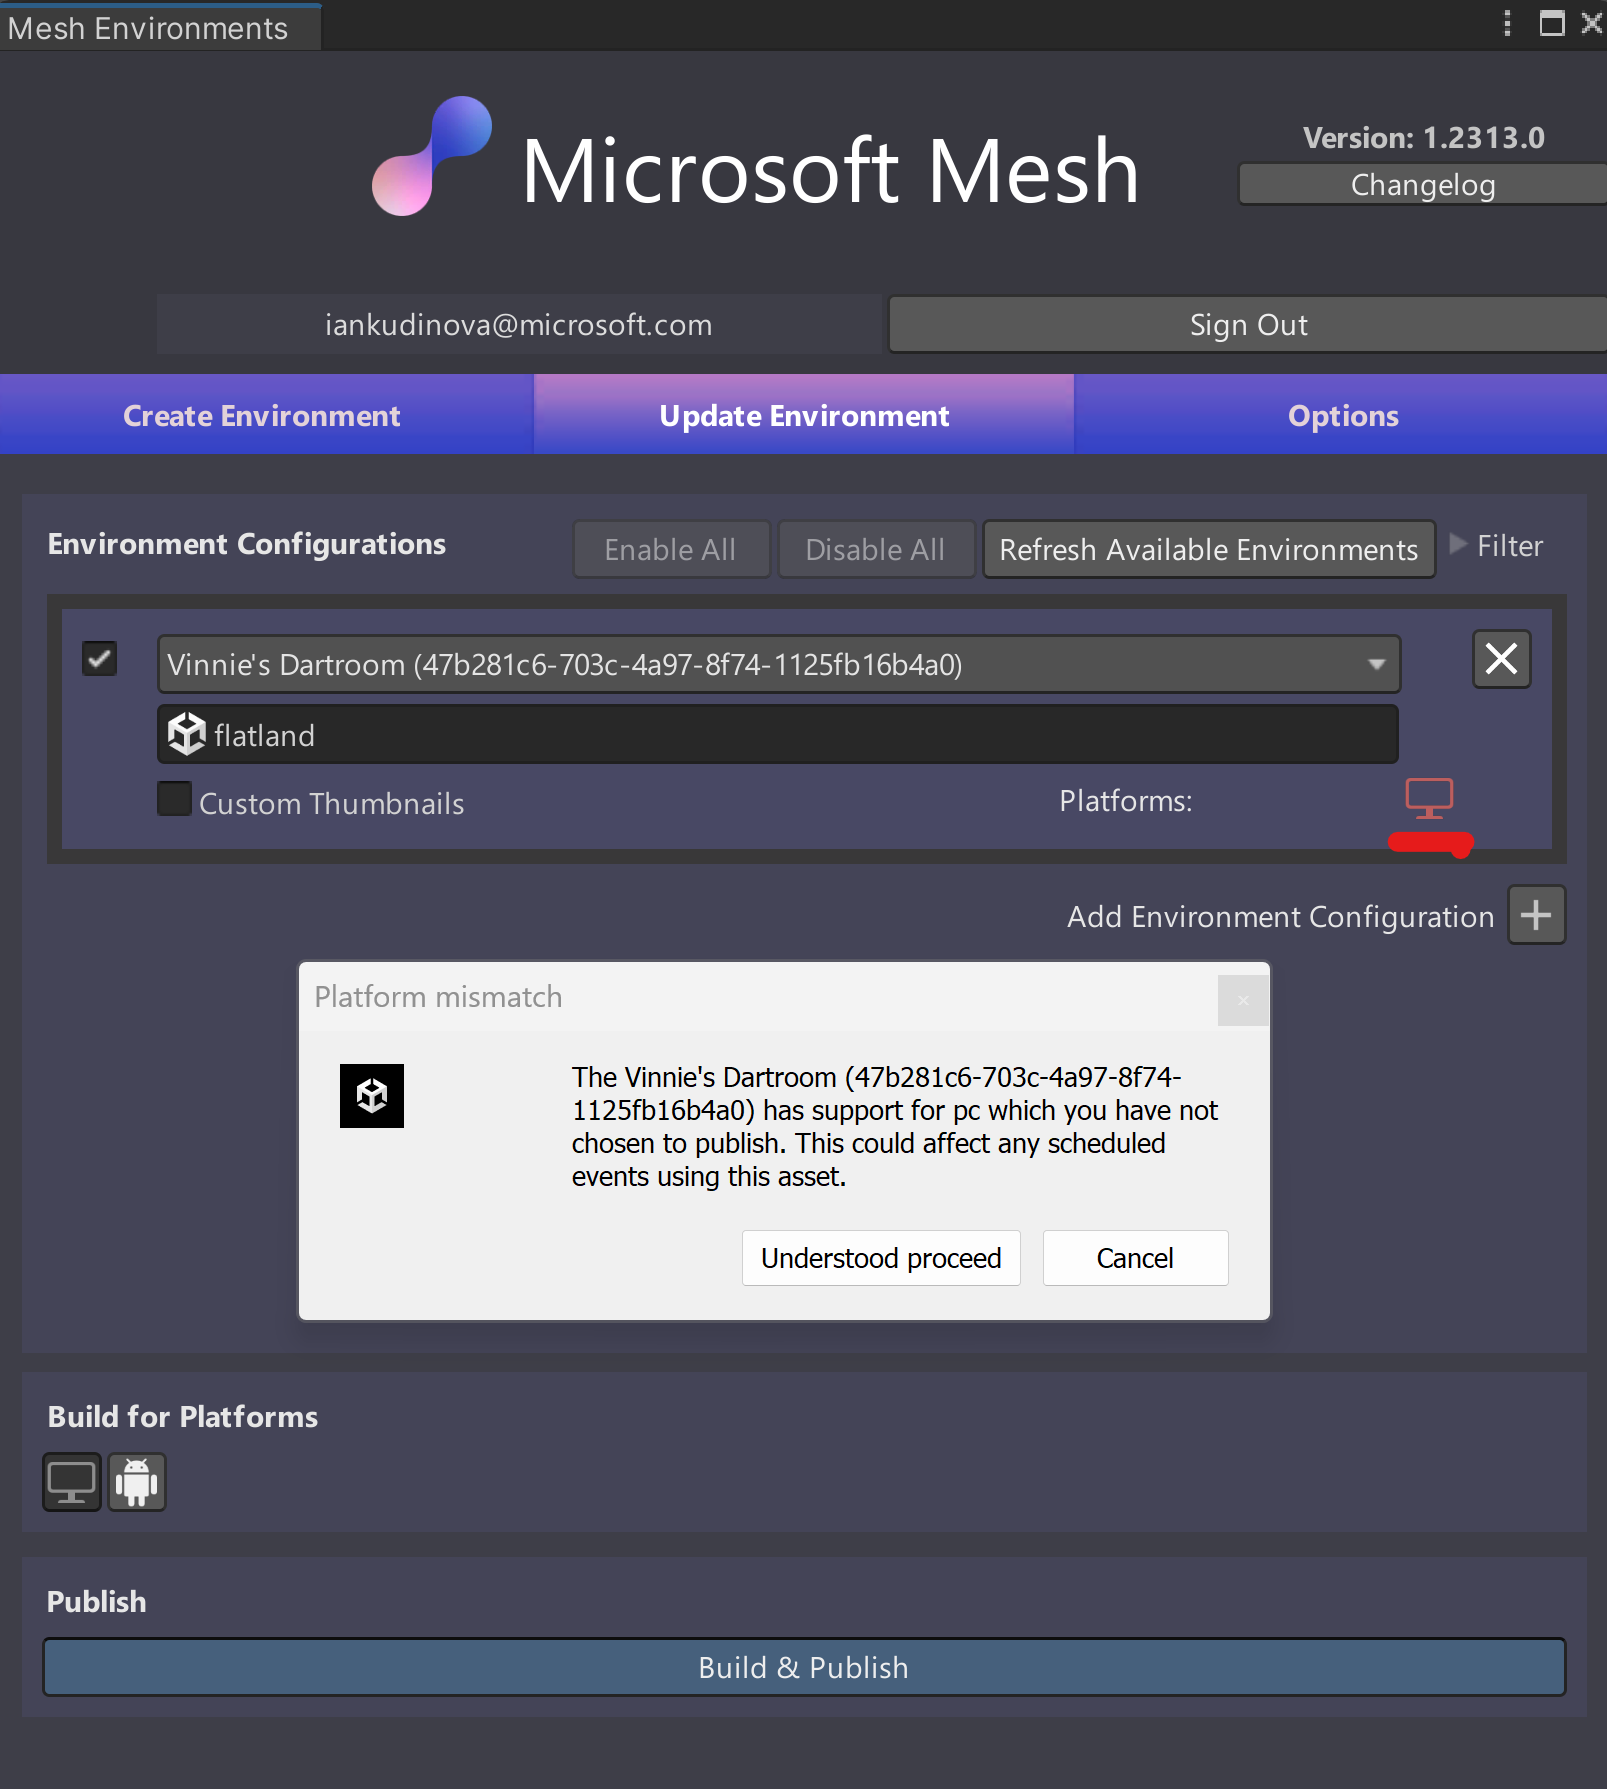 Mesh Environments
Microsoft Mesh
Version: 1.2313.0
Changelog
iankudinova@microsoft.com
Sign Out
Create Environment
Update Environment
Options
Environment Configurations
Enable All
Disable All
Refresh Available Environments
Filter
Vinnie's Dartroom (47b281c6-703c-4a97-8f74-1125fb16b4a0)
flatland
Custom Thumbnails
Platforms:
Add Environment Configuration
Platform mismatch
The Vinnie's Dartroom (47b281c6-703c-4a97-8f74-
1125fb16b4a0) has support for pc which you have not
chosen to publish. This could affect any scheduled
events using this asset.
Understood proceed
Cancel
Build for Platforms
Publish
Build & Publish